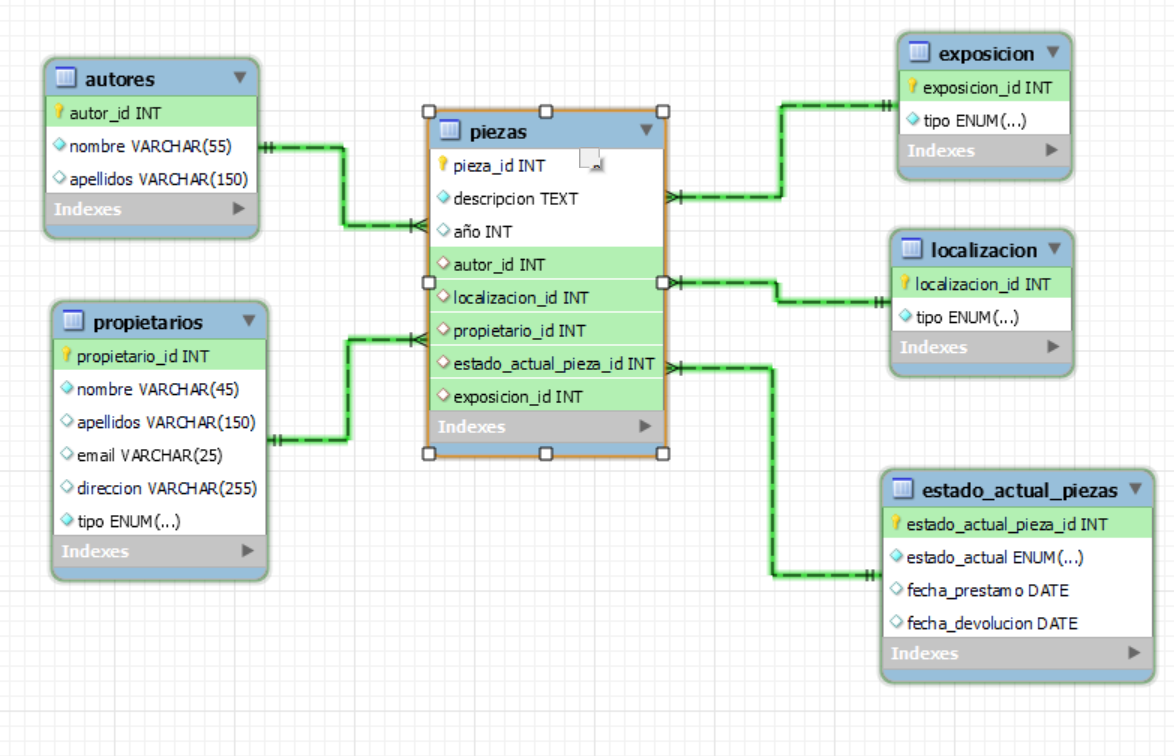 autores
autor_id INT
nombre VARCHAR(55)
apellidos VARCHAR(150)
Indexes
propietarios
propietario_id INT
nombre VARCHAR(45)
apellidos VARCHAR(150)
email VARCHAR(25)
direccion VARCHAR(255)
tipo ENUM(...)
Indexes
piezas
pieza_id INT
descripcion TEXT
año INT
autor_id INT
localizacion_id INT
propietario_id INT
estado_actual_pieza_id INT
exposicion_id INT
Indexes
exposicion
exposicion_id INT
tipo ENUM(...)
Indexes
localizacion
localizacion_id INT
tipo ENUM(...)
Indexes
estado_actual_piezas
estado_actual_pieza_id INT
estado_actual ENUM(...)
fecha_prestamo DATE
fecha_devolucion DATE
Indexes